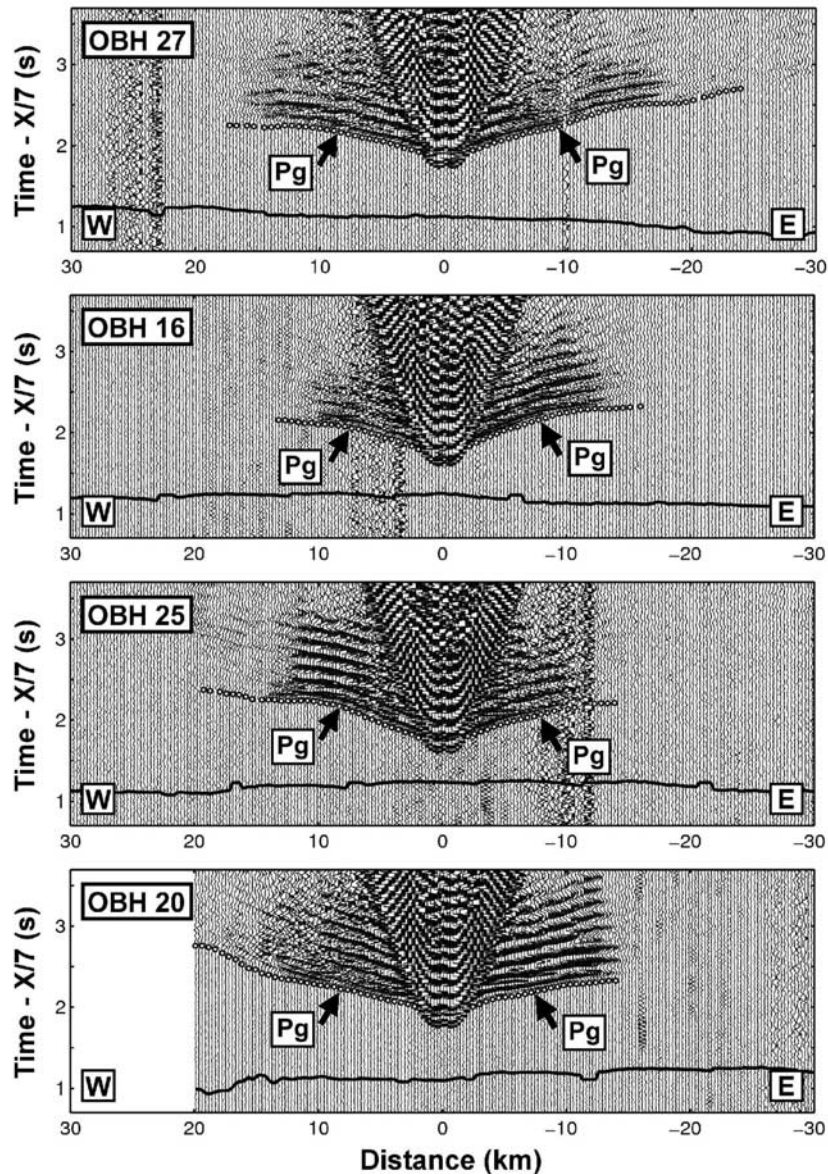 OBH 27
Time - X/7 (s)
3
2
1
Pg
Pg
W
E
30
20
10
0
−10
−20
−30
OBH 16
Time - X/7 (s)
3
2
1
Pg
Pg
W
E
30
20
10
0
−10
−20
−30
OBH 25
Time - X/7 (s)
3
2
1
Pg
Pg
W
E
30
20
10
0
−10
−20
−30
OBH 20
Time - X/7 (s)
3
2
1
Pg
Pg
W
E
30
20
10
0
−10
−20
−30
Distance (km)